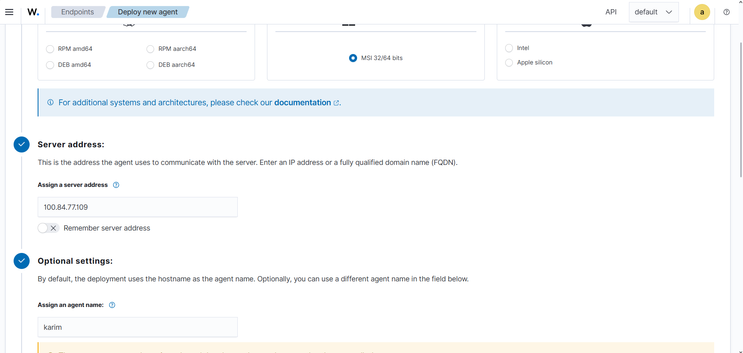 W. Endpoints Deploy new agent API default a
RPM amd64 RPM aarch64 MSI 32/64 bits Intel
DEB amd64 DEB aarch64 Apple silicon
For additional systems and architectures, please check our documentation.
Server address:
This is the address the agent uses to communicate with the server. Enter an IP address or a fully qualified domain name (FQDN).
Assign a server address
100.84.77.109
Remember server address
Optional settings:
By default, the deployment uses the hostname as the agent name. Optionally, you can use a different agent name in the field below.
Assign an agent name:
karim